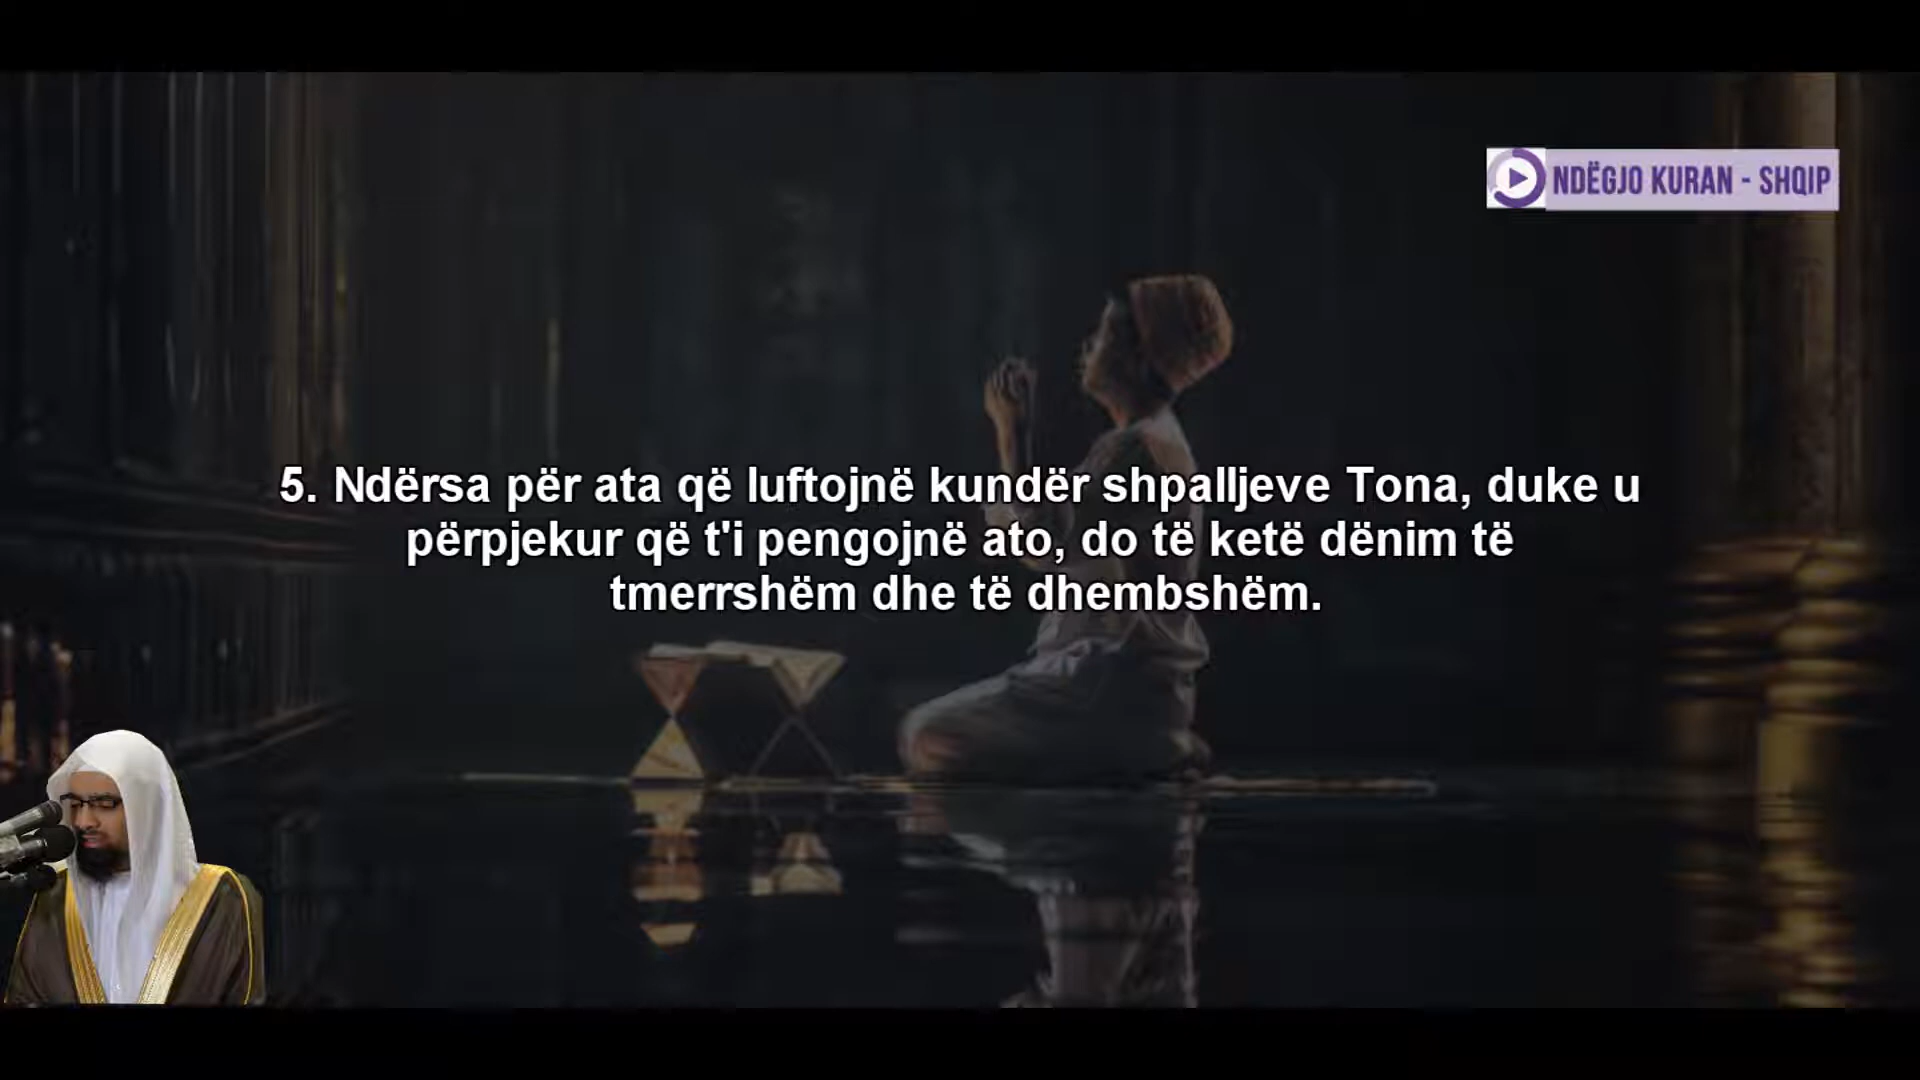 NDËGJO KURAN - SHQIP
5. Ndërsa për ata që luftojnë kundër shpalljeve Tona, duke u
përpjekur që t'i pengojnë ato, do të ketë dënim të
tmerrshëm dhe të dhembshëm.